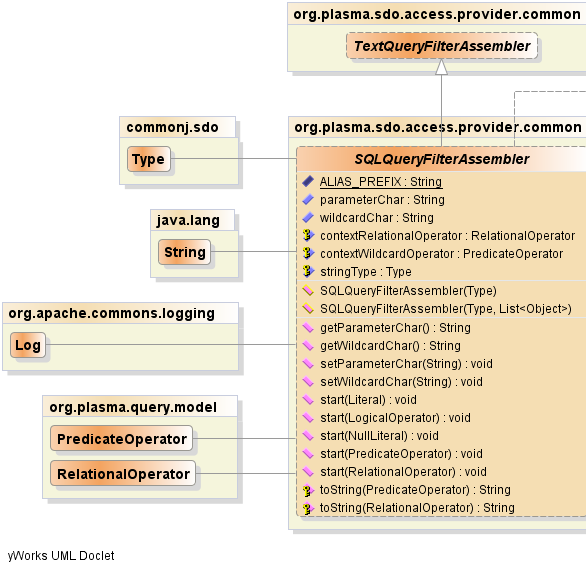 org.plasma.sdo.access.provider.common
TextQueryFilterAssembler
commonj.sdo
Type
java.lang
String
org.apache.commons.logging
Log
org.plasma.query.model
PredicateOperator
RelationalOperator
org.plasma.sdo.access.provider.common
SQLQueryFilterAssembler
ALIAS_PREFIX : String
parameterChar : String
wildcardChar : String
contextRelationalOperator : RelationalOperator
contextWildcardOperator : PredicateOperator
stringType : Type
SQLQueryFilterAssembler(Type)
SQLQueryFilterAssembler(Type, List<Object>)
getParameterChar() : String
getWildcardChar() : String
setParameterChar(String) : void
setWildcardChar(String) : void
start(Literal) : void
start(LogicalOperator) : void
start(NullLiteral) : void
start(PredicateOperator) : void
start(RelationalOperator) : void
toString(PredicateOperator) : String
toString(RelationalOperator) : String
yWorks UML Doclet